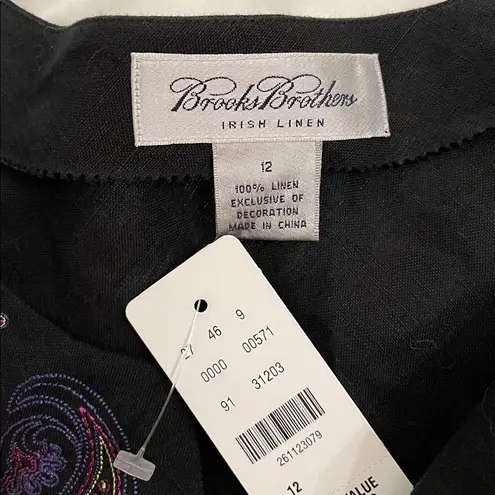 Brooks Brothers
IRISH LINEN
12
100% LINEN
EXCLUSIVE OF
DECORATION
MADE IN CHINA
27 46 9
0000 00571
91 31203
261123079
12
VALUE